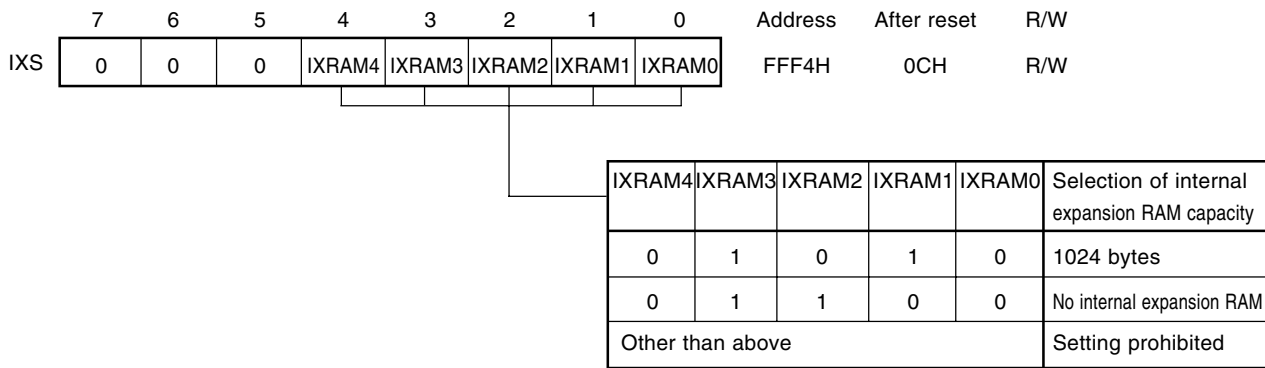 7 6 5 4 3 2 1 0 Address After reset R/W
IXS 0 0 0 IXRAM4 IXRAM3 IXRAM2 IXRAM1 IXRAM0 FFF4H 0CH R/W
IXRAM4 IXRAM3 IXRAM2 IXRAM1 IXRAM0 Selection of internal
expansion RAM capacity
0 1 0 1 0 1024 bytes
0 1 1 0 0 No internal expansion RAM
Other than above Setting prohibited